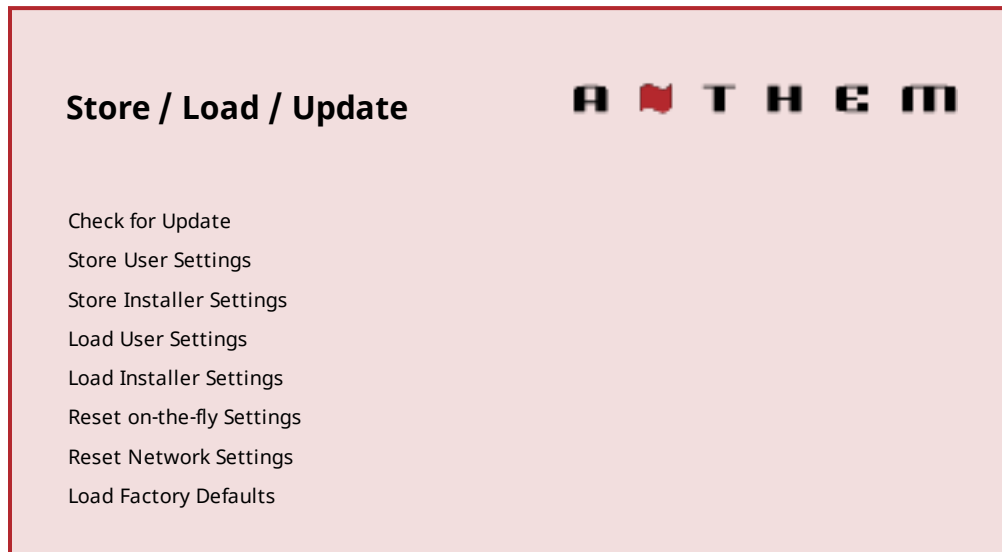 Store / Load / Update
ANTHEM
Check for Update
Store User Settings
Store Installer Settings
Load User Settings
Load Installer Settings
Reset on-the-fly Settings
Reset Network Settings
Load Factory Defaults